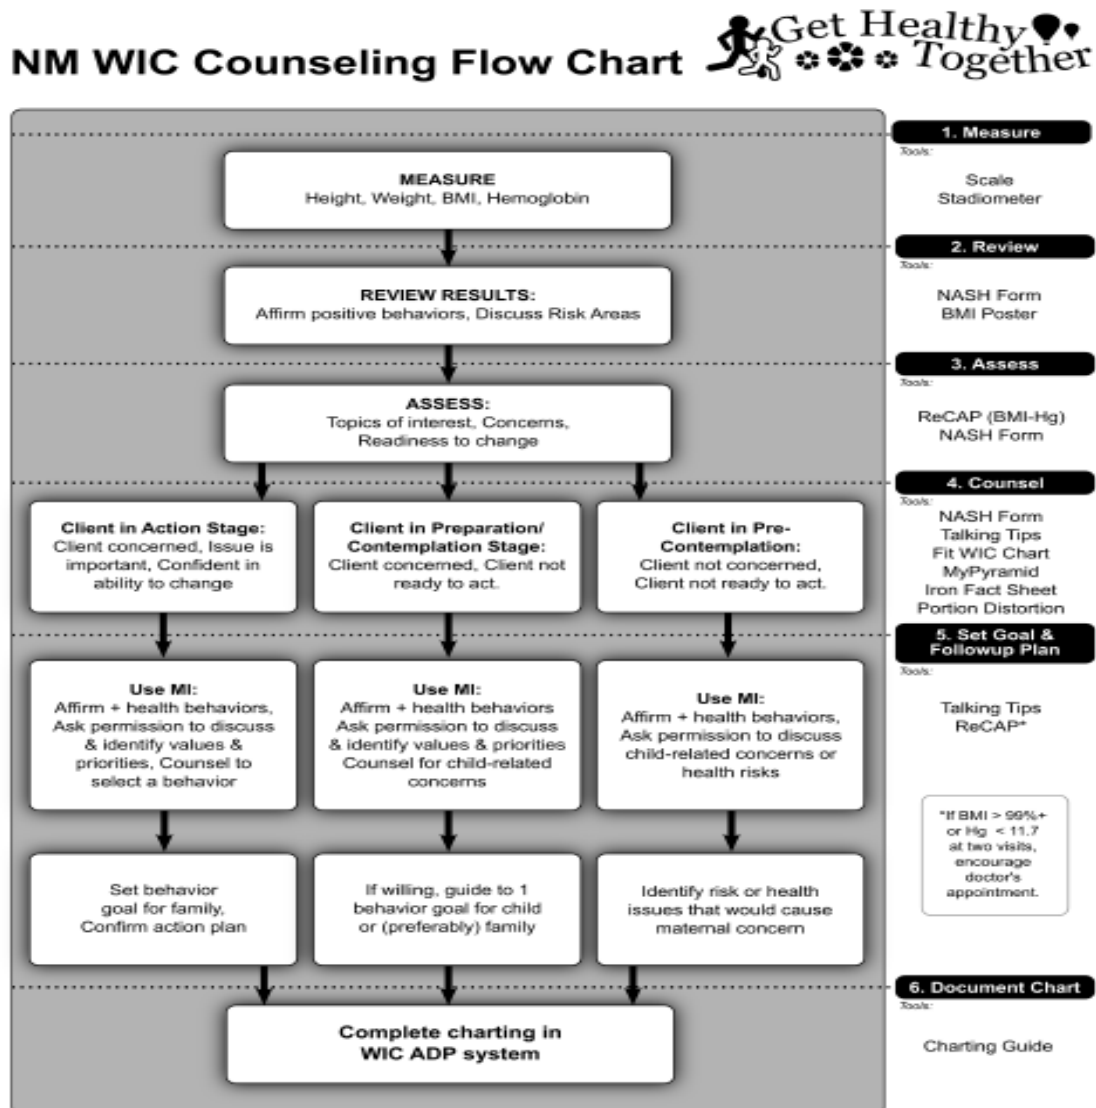 NM WIC Counseling Flow Chart
Get Healthy
Together
1. Measure
Tools:
Scale
Stadiometer
MEASURE
Height, Weight, BMI, Hemoglobin
2. Review
Tools:
NASH Form
BMI Poster
REVIEW RESULTS:
Affirm positive behaviors, Discuss Risk Areas
3. Assess
Tools:
ReCAP (BMI-Hg)
NASH Form
ASSESS:
Topics of interest, Concerns,
Readiness to change
4. Counsel
Tools:
NASH Form
Talking Tips
Fit WIC Chart
MyPyramid
Iron Fact Sheet
Portion Distortion
Client in Action Stage:
Client concerned, Issue is
important, Confident in
ability to change
Client in Preparation/
Contemplation Stage:
Client concerned, Client not
ready to act.
Client in Pre-
Contemplation:
Client not concerned,
Client not ready to act.
5. Set Goal &
Followup Plan
Tools:
Talking Tips
ReCAP*
Use MI:
Affirm + health behaviors,
Ask permission to discuss
& identify values &
priorities, Counsel to
select a behavior
Use MI:
Affirm + health behaviors
Ask permission to discuss
& identify values & priorities
Counsel for child-related
concerns
Use MI:
Affirm + health behaviors,
Ask permission to discuss
child-related concerns or
health risks
*If BMI > 99%+
or Hg < 11.7
at two visits,
encourage
doctor's
appointment.
Set behavior
goal for family,
Confirm action plan
If willing, guide to 1
behavior goal for child
or (preferably) family
Identify risk or health
issues that would cause
maternal concern
6. Document Chart
Tools:
Charting Guide
Complete charting in
WIC ADP system